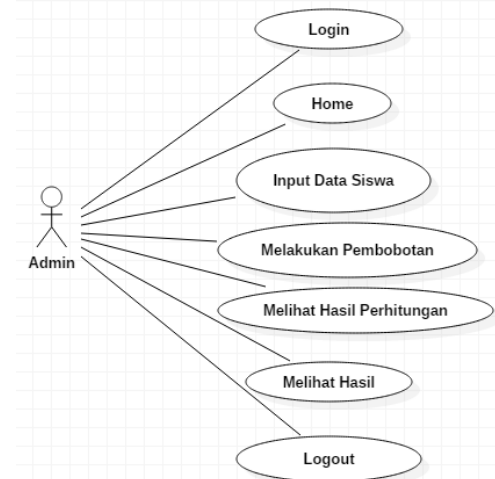 Login
Home
Input Data Siswa
Admin
Melakukan Pembobotan
Melihat Hasil Perhitungan
Melihat Hasil
Logout